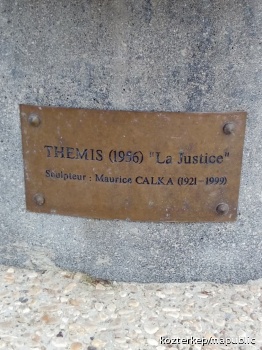 THEMIS (1956) "La Justice"
Sculpteur : Maurice CALKA (1921-1999)
kozterkep/mapublic